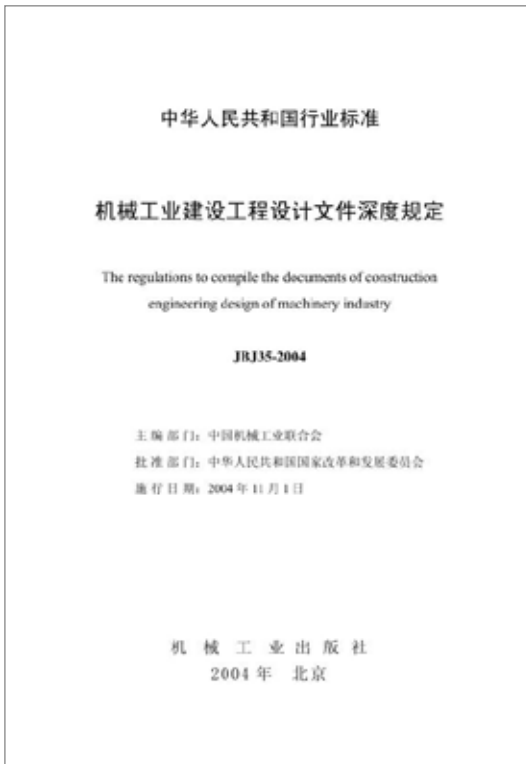 中华人民共和国行业标准
机械工业建设工程设计文件深度规定
The regulations to compile the documents of construction
engineering design of machinery industry
JBJ35-2004
主编部门：中国机械工业联合会
批准部门：中华人民共和国国家改革和发展委员会
施行日期：2004年11月1日
机械工业出版社
2004年 北京